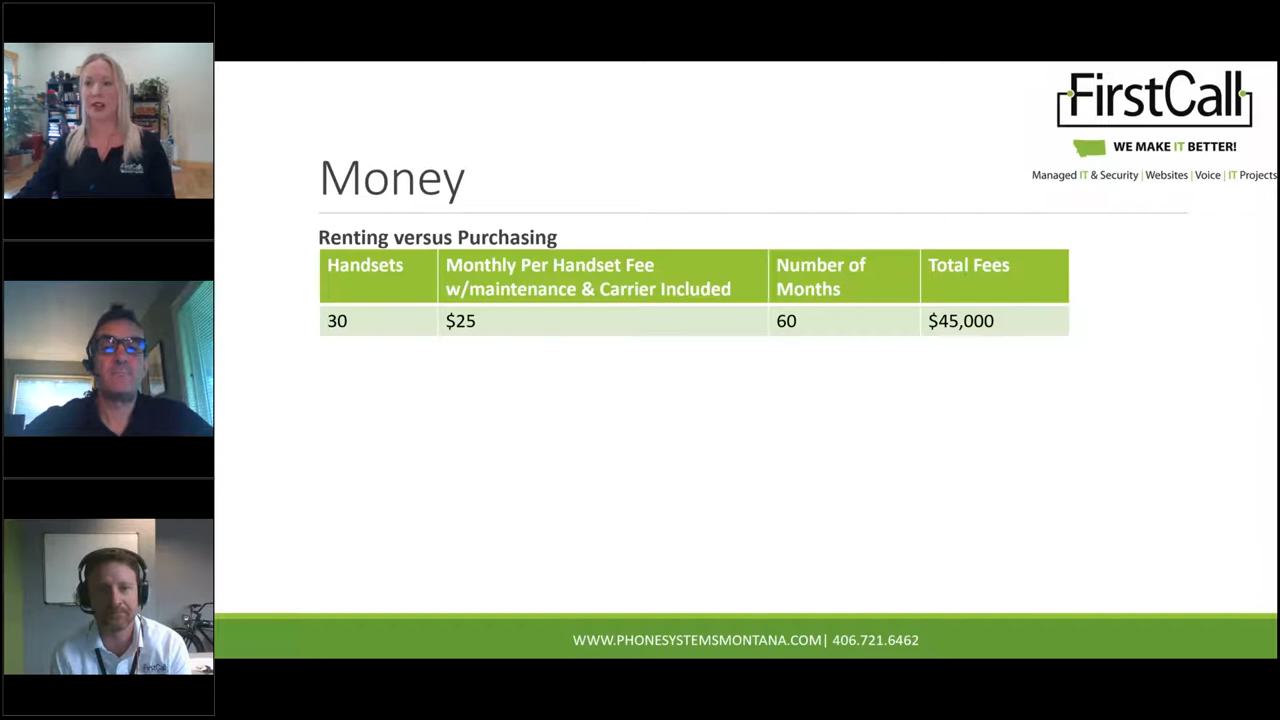 FirstCall
WE MAKE IT BETTER!
Managed IT & Security | Websites | Voice | IT Projects
Money
Renting versus Purchasing
Handsets
Monthly Per Handset Fee
w/maintenance & Carrier Included
Number of
Months
Total Fees
30
$25
60
$45,000
WWW.PHONESYSTEMSMONTANA.COM| 406.721.6462
FirstCall
FirstCall